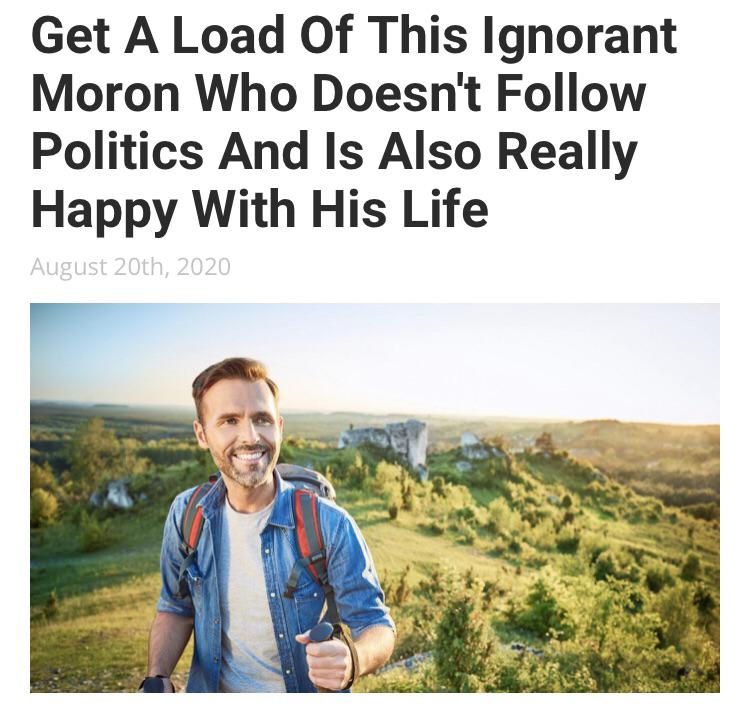 Get A Load Of This Ignorant
Moron Who Doesn't Follow
Politics And Is Also Really
Happy With His Life
August 20th, 2020